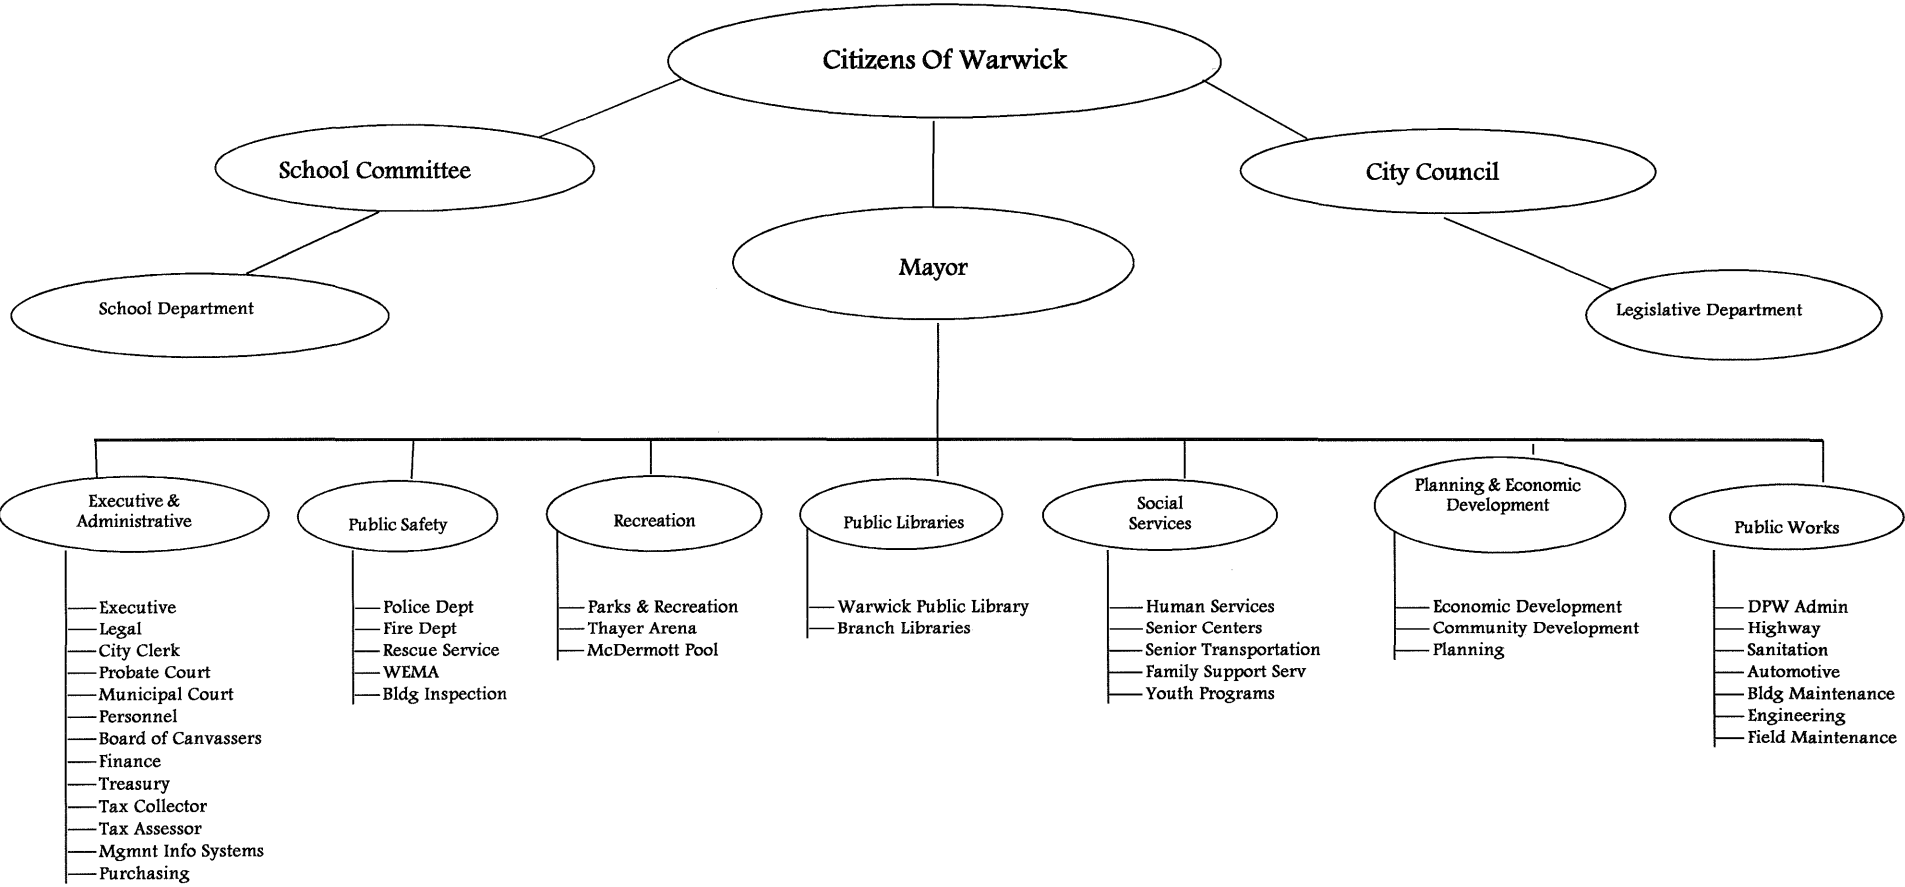 Citizens Of Warwick
School Committee
City Council
Mayor
School Department
Legislative Department
Executive &
Administrative
Public Safety
Recreation
Public Libraries
Social
Services
Planning & Economic
Development
Public Works
Executive
Legal
City Clerk
Probate Court
Municipal Court
Personnel
Board of Canvassers
Finance
Treasury
Tax Collector
Tax Assessor
Mgmnt Info Systems
Purchasing
Police Dept
Fire Dept
Rescue Service
WEMA
Bldg Inspection
Parks & Recreation
Thayer Arena
McDermott Pool
Warwick Public Library
Branch Libraries
Human Services
Senior Centers
Senior Transportation
Family Support Serv
Youth Programs
Economic Development
Community Development
Planning
DPW Admin
Highway
Sanitation
Automotive
Bldg Maintenance
Engineering
Field Maintenance